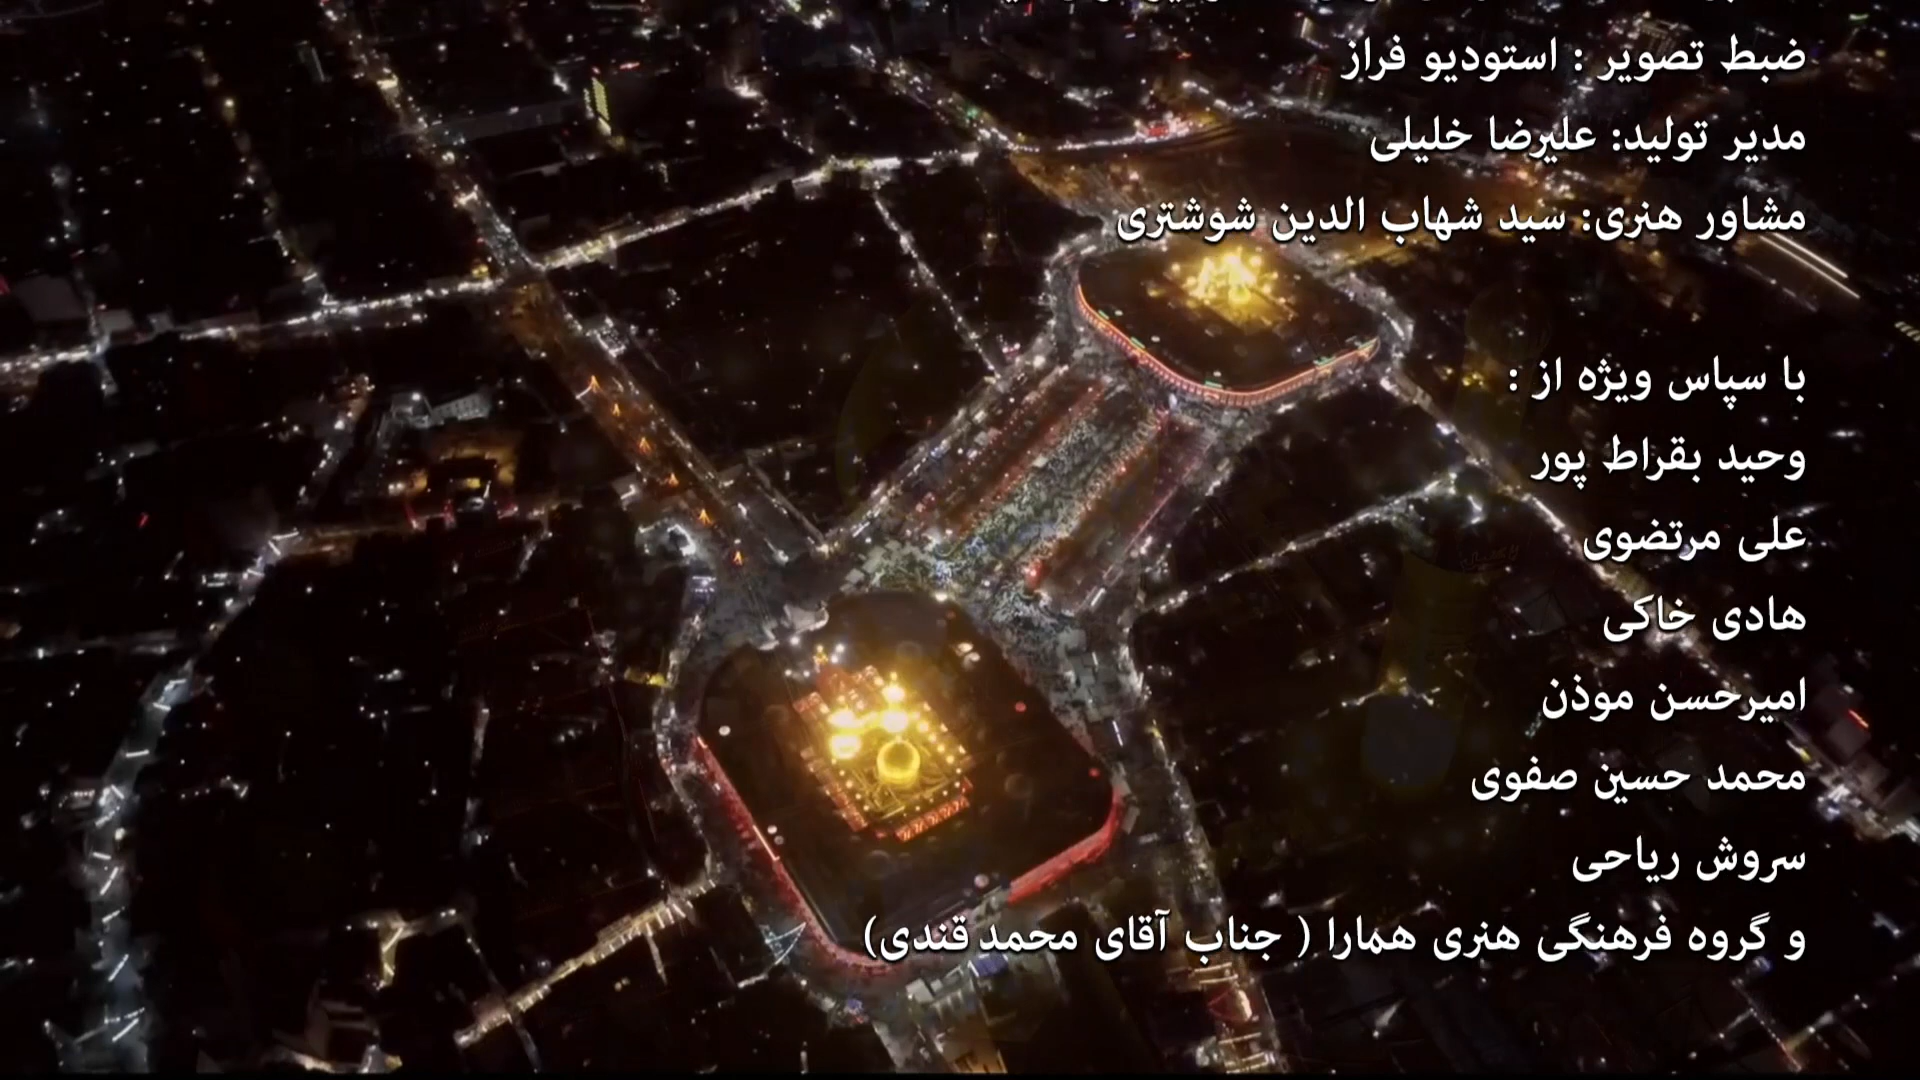 ضبط تصویر : استودیو فراز
مدیر تولید: علیرضا خلیلی
مشاور هنری: سید شهاب الدین شوشتری
با سپاس ویژه از :
وحید بقراط پور
علی مرتضوی
هادی خاکی
امیرحسن موذن
محمد حسین صفوی
سروش ریاحی
و گروه فرهنگی هنری همارا ( جناب آقای محمد قندی)